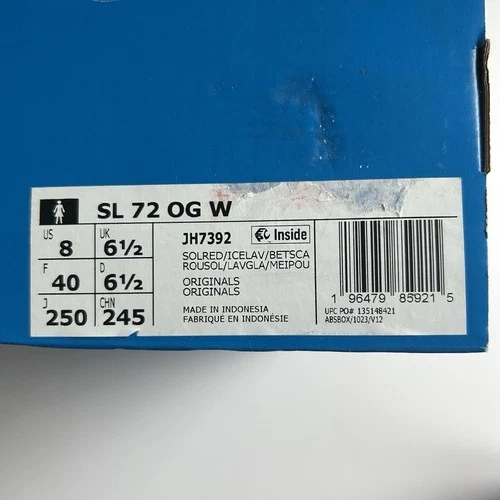 SL 72 OG W
US 8 UK 6½
F 40 D 6½
J 250 CHN 245
JH7392
Inside
SOLRED/ICELAV/BETSCA
ROUSOL/LAVGLA/MEIPOU
ORIGINALS
ORIGINALS
MADE IN INDONESIA
FABRIQUÉ EN INDONÉSIE
1 96479 85921 5
UPC PO# 135148421
ABSBOX/1023/V12